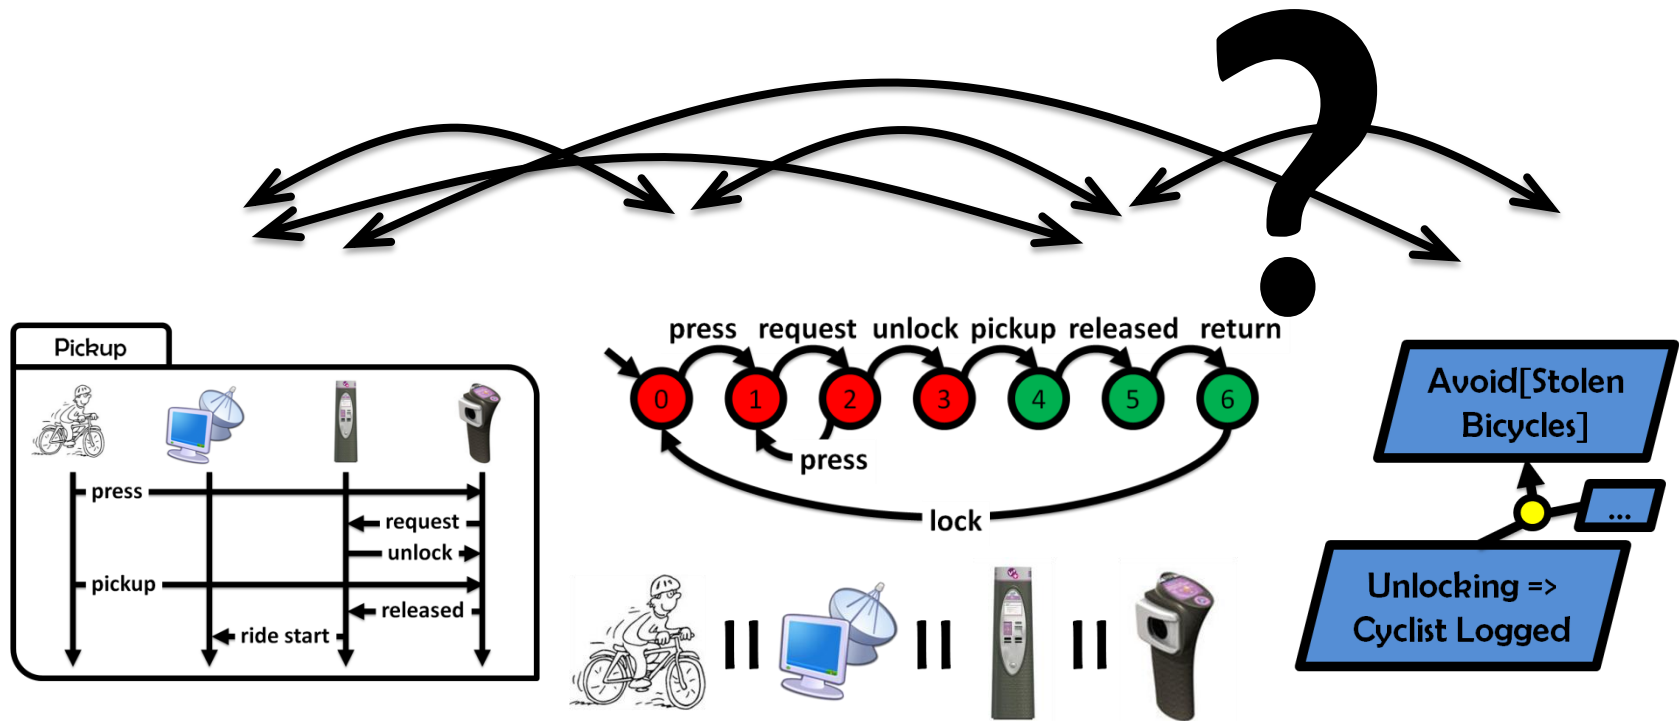 ?
Pickup
press
request
unlock
pickup
released
ride start
press request unlock pickup released return
0 1 2 3 4 5 6
press
lock
|| || ||
Avoid[Stolen
Bicycles]
...
Unlocking =>
Cyclist Logged